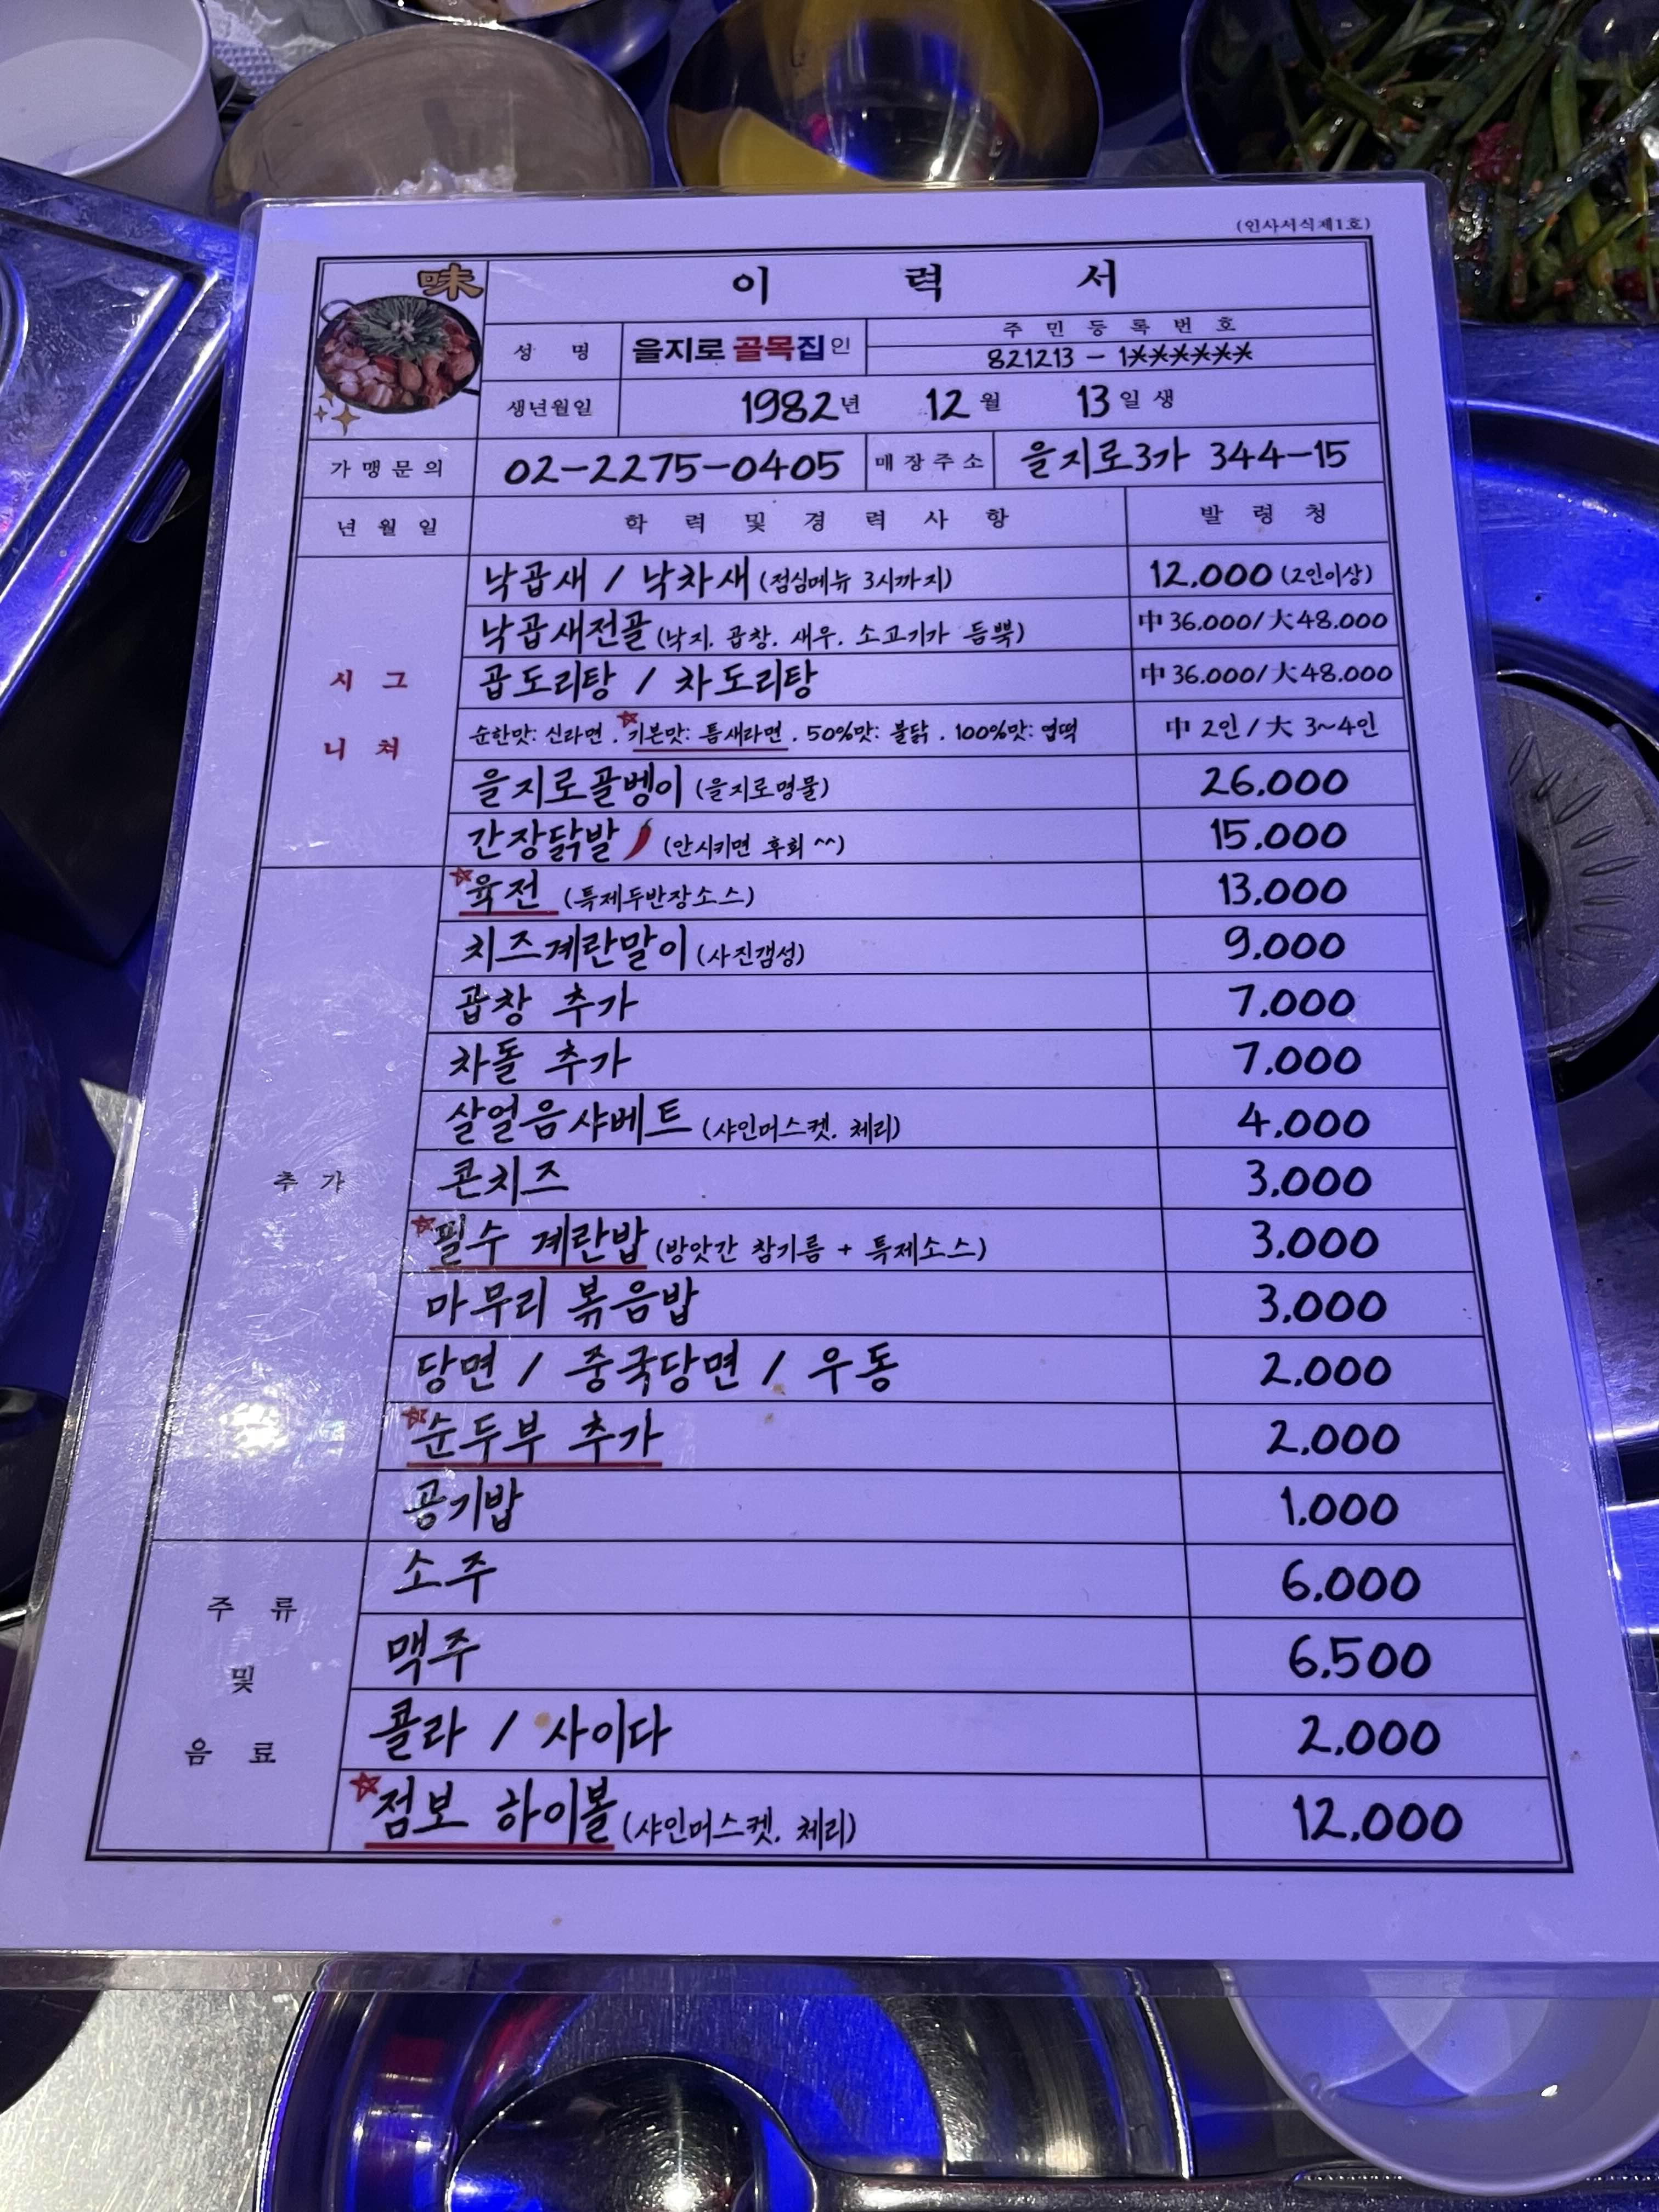 (인사서식제1호)
味
이 력 서
성 명 을지로 골목집인
주 민 등 록 번 호
821213 - 1******
생년월일 1982년 12월 13일생
가맹문의 02-2275-0405 매장주소 을지로3가 344-15
년 월 일 학 력 및 경 력 사 항 발 령 청
시 그
니 쳐
낙곱새 / 낙차새 (점심메뉴 3시까지) 12,000 (2인이상)
낙곱새전골 (낙지, 곱창, 새우, 소고기가 듬뿍) 中 36,000/大 48,000
곱도리탕 / 차도리탕 中 36,000/大 48,000
순한맛: 신라면 . 기본맛: 틈새라면 . 50%맛: 불닭 . 100%맛: 엽떡 中 2인 / 大 3~4인
을지로골벵이 (을지로명물) 26,000
간장닭발 (안시키면 후회 ^^) 15,000
추 가
육전 (특제두반장소스) 13,000
치즈계란말이 (사진갬성) 9,000
곱창 추가 7,000
차돌 추가 7,000
살얼음샤베트 (샤인머스켓, 체리) 4,000
콘치즈 3,000
필수 계란밥 (방앗간 참기름 + 특제소스) 3,000
마무리 볶음밥 3,000
당면 / 중국당면 / 우동 2,000
순두부 추가 2,000
공기밥 1,000
주 류
및
음 료
소주 6,000
맥주 6,500
콜라 / 사이다 2,000
점보 하이볼 (샤인머스켓, 체리) 12,000